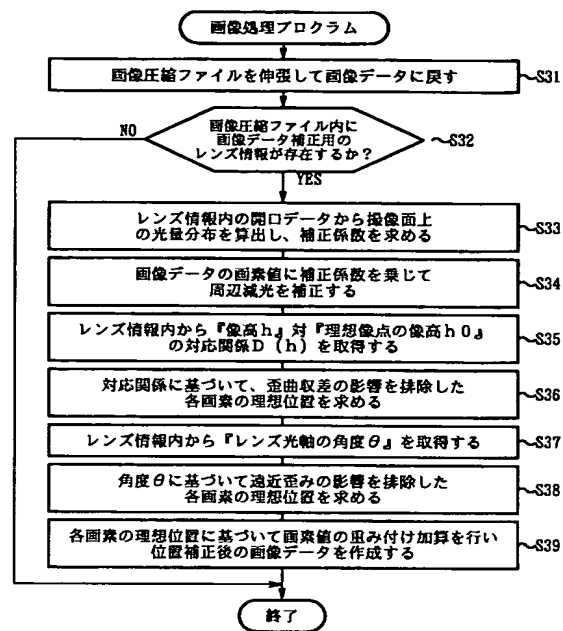 画像処理プログラム
画像圧縮ファイルを伸張して画像データに戻す
S31
NO
画像圧縮ファイル内に
画像データ補正用の
レンズ情報が存在するか？
S32
YES
レンズ情報内の開口データから撮像面上
の光量分布を算出し、補正係数を求める
S33
画像データの画素値に補正係数を乗じて
周辺減光を補正する
S34
レンズ情報内から『像高ｈ』対『理想像点の像高ｈ０』
の対応関係Ｄ（ｈ）を取得する
S35
対応関係に基づいて、歪曲収差の影響を排除した
各画素の理想位置を求める
S36
レンズ情報内から『レンズ光軸の角度θ』を取得する
S37
角度θに基づいて遠近歪みの影響を排除した
各画素の理想位置を求める
S38
各画素の理想位置に基づいて画素値の重み付け加算を行い
位置補正後の画像データを作成する
S39
終了